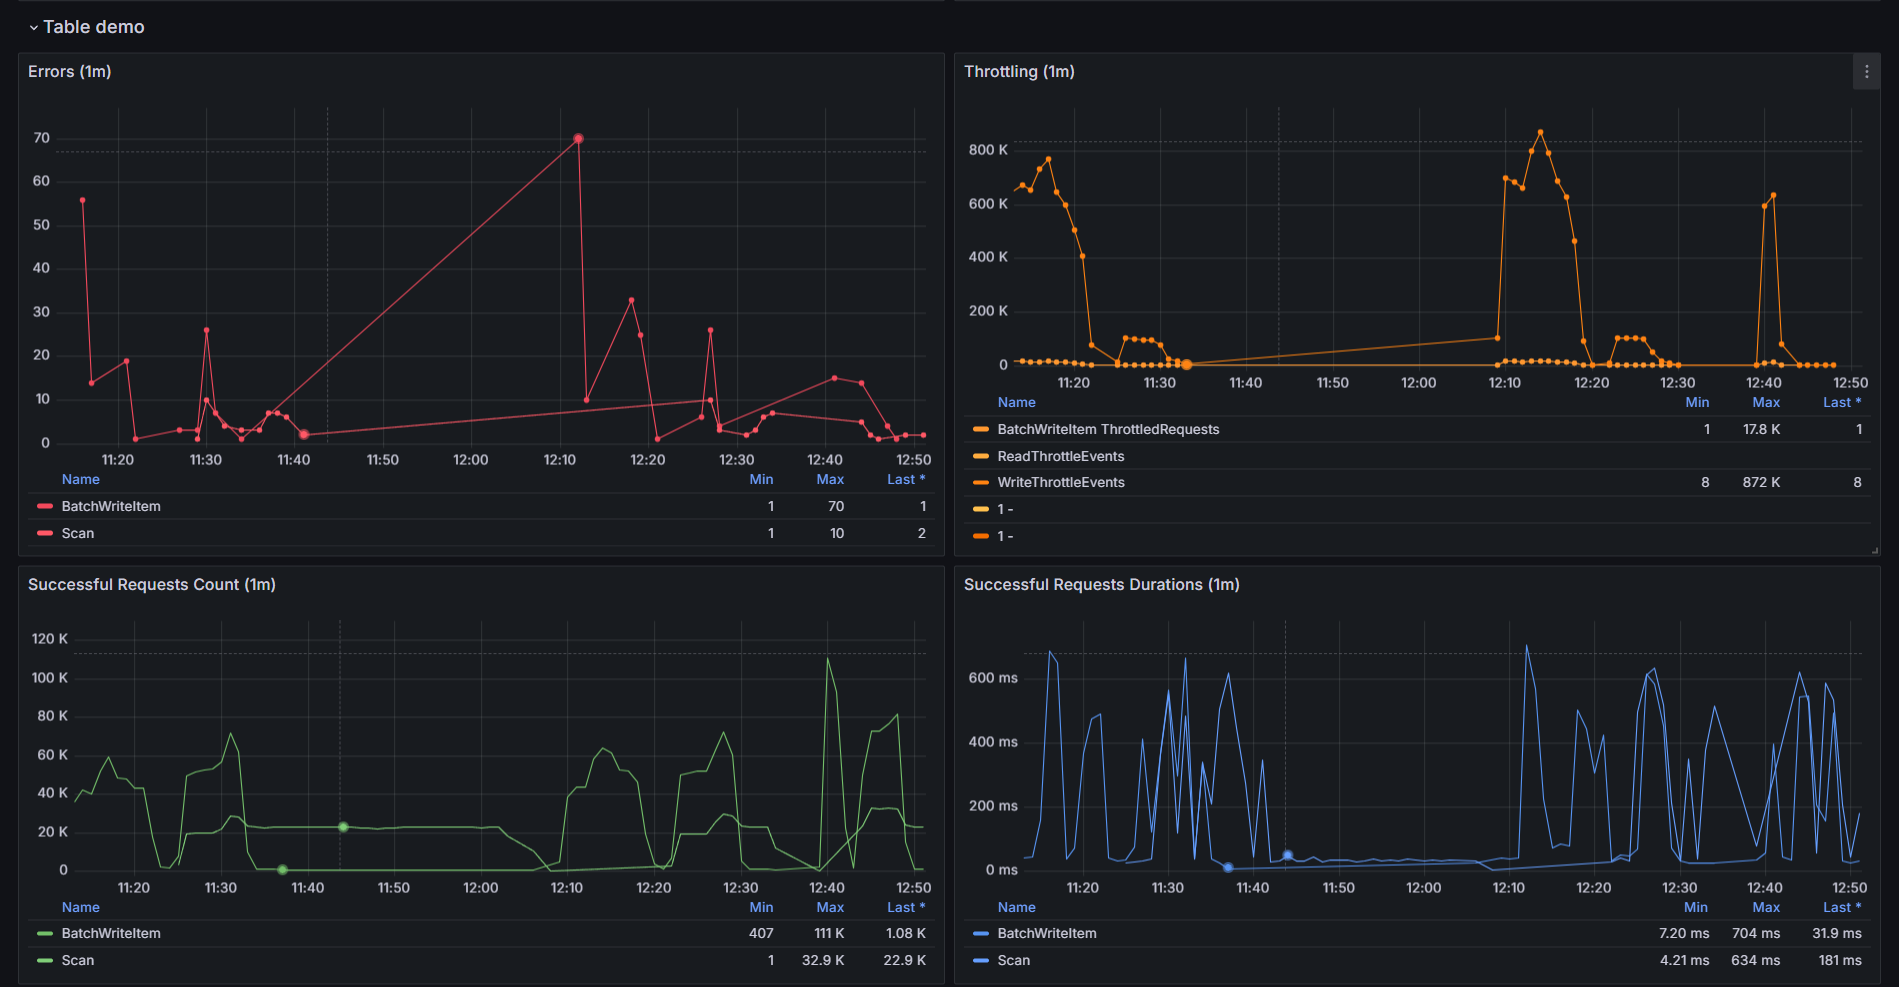 Table demo
Errors (1m)
70
60
50
40
30
20
10
0
11:20 11:30 11:40 11:50 12:00 12:10 12:20 12:30 12:40 12:50
Name Min Max Last *
BatchWriteItem 1 70 1
Scan 1 10 2
Throttling (1m)
800 K
600 K
400 K
200 K
0
11:20 11:30 11:40 11:50 12:00 12:10 12:20 12:30 12:40 12:50
Name Min Max Last *
BatchWriteItem ThrottledRequests 1 17.8 K 1
ReadThrottleEvents
WriteThrottleEvents 8 872 K 8
1 -
1 -
Successful Requests Count (1m)
120 K
100 K
80 K
60 K
40 K
20 K
0
11:20 11:30 11:40 11:50 12:00 12:10 12:20 12:30 12:40 12:50
Name Min Max Last *
BatchWriteItem 407 111 K 1.08 K
Scan 1 32.9 K 22.9 K
Successful Requests Durations (1m)
600 ms
400 ms
200 ms
0 ms
11:20 11:30 11:40 11:50 12:00 12:10 12:20 12:30 12:40 12:50
Name Min Max Last *
BatchWriteItem 7.20 ms 704 ms 31.9 ms
Scan 4.21 ms 634 ms 181 ms